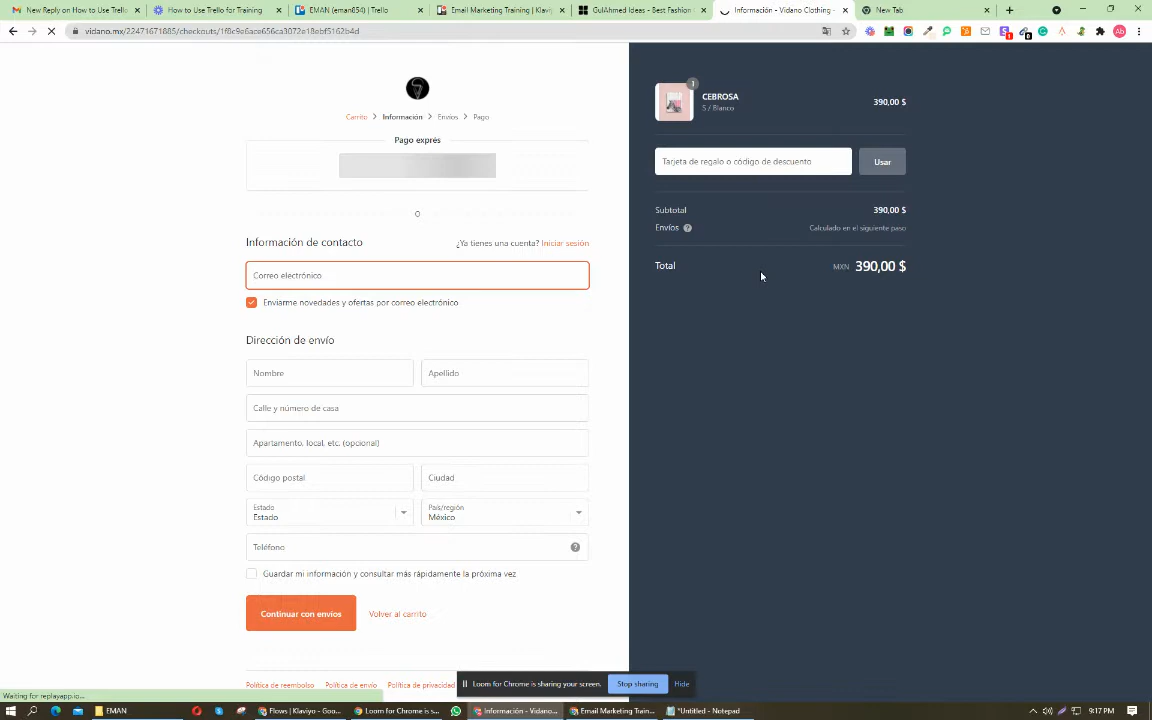 New Reply on How to Use Trello
How to Use Trello for Training
EMAN (eman854) | Trello
Email Marketing Training | Klaviy
GulAhmed Ideas - Best Fashion
Información - Vidano Clothing -
New Tab
vidano.mx/22471671885/checkouts/1f8c9e6ace656ca3072e18ebf5162b4d
Ab
Carrito > Información > Envíos > Pago
Pago exprés
O
Información de contacto
¿Ya tienes una cuenta? Iniciar sesión
Correo electrónico
Enviarme novedades y ofertas por correo electrónico
Dirección de envío
Nombre
Apellido
Calle y número de casa
Apartamento, local, etc. (opcional)
Código postal
Ciudad
Estado
Estado
País/región
México
Teléfono
?
Guardar mi información y consultar más rápidamente la próxima vez
Continuar con envíos
Volver al carrito
Política de reembolso
Política de envío
Política de privacidad
1
CEBROSA
S / Blanco
390,00 $
Tarjeta de regalo o código de descuento
Usar
Subtotal
390,00 $
Envíos ?
Calculado en el siguiente paso
Total
MXN 390,00 $
Loom for Chrome is sharing your screen.
Stop sharing
Hide
Waiting for replayapp.io...
EMAN
Flows | Klaviyo - Goo...
Loom for Chrome is s...
Información - Vidano...
Email Marketing Train...
*Untitled - Notepad
9:17 PM